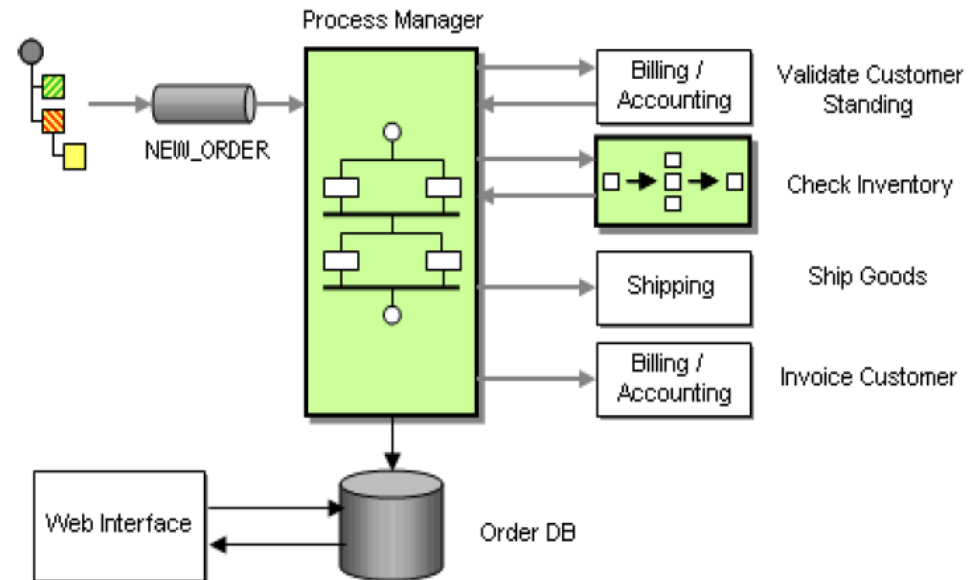 Process Manager
NEW_ORDER
Billing /
Accounting
Validate Customer
Standing
Check Inventory
Shipping
Ship Goods
Billing /
Accounting
Invoice Customer
Web Interface
Order DB